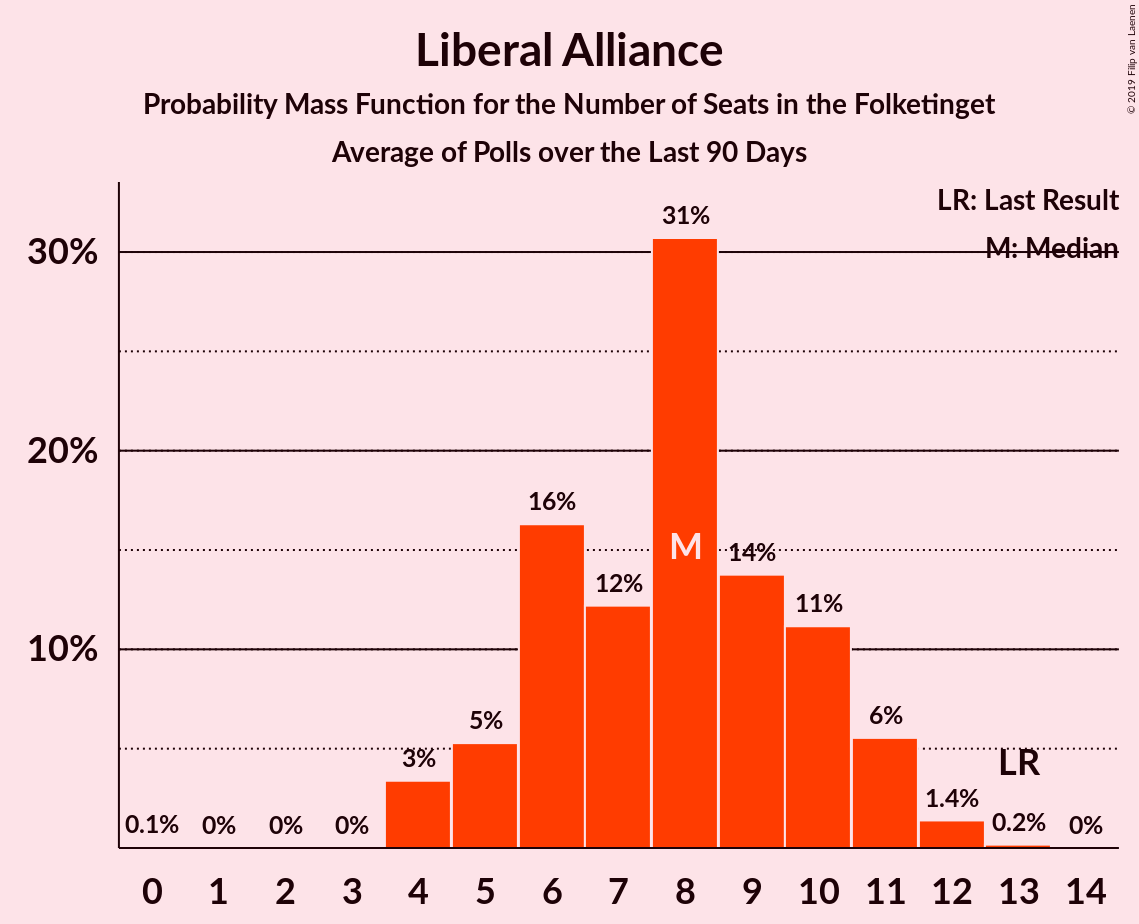 Liberal Alliance
Probability Mass Function for the Number of Seats in the Folketinget
Average of Polls over the Last 90 Days
© 2019 Filip van Laenen
LR: Last Result
M: Median
30%
20%
10%
0.1%
0%
0%
0%
3%
5%
16%
12%
31%
M
14%
11%
6%
1.4%
LR
0.2%
0%
0 1 2 3 4 5 6 7 8 9 10 11 12 13 14